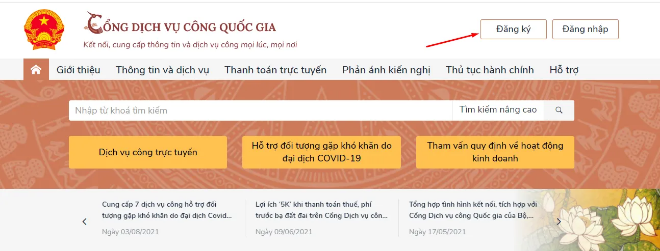 CỔNG DỊCH VỤ CÔNG QUỐC GIA
Kết nối, cung cấp thông tin và dịch vụ công mọi lúc, mọi nơi
Đăng ký
Đăng nhập
Giới thiệu
Thông tin và dịch vụ
Thanh toán trực tuyến
Phản ánh kiến nghị
Thủ tục hành chính
Hỗ trợ
Nhập từ khoá tìm kiếm
Tìm kiếm nâng cao
Dịch vụ công trực tuyến
Hỗ trợ đối tượng gặp khó khăn do
đại dịch COVID-19
Tham vấn quy định về hoạt động
kinh doanh
Cung cấp 7 dịch vụ công hỗ trợ đối
tượng gặp khó khăn do đại dịch Covid...
Ngày 03/08/2021
Lợi ích '5K' khi thanh toán thuế, phí
trước bạ đất đai trên Cổng Dịch vụ côn...
Ngày 09/06/2021
Tổng hợp tình hình kết nối, tích hợp với
Cổng Dịch vụ công Quốc gia của Bộ,...
Ngày 17/05/2021